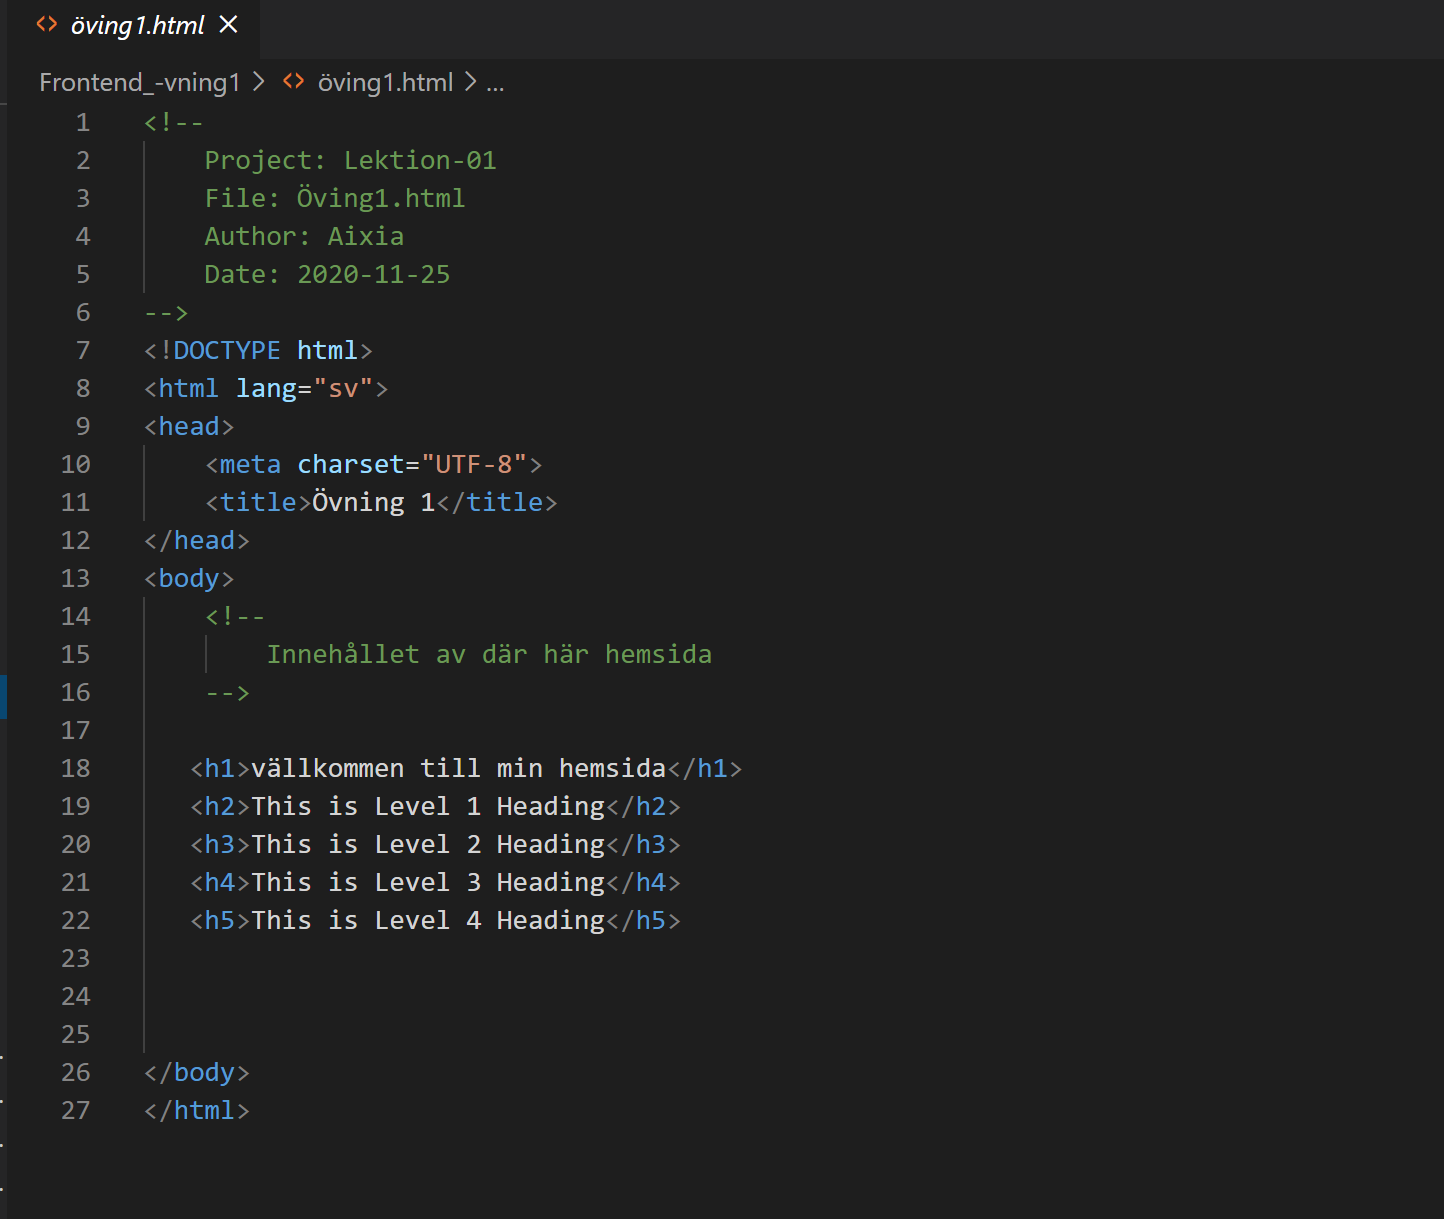 öving1.html
Frontend_-vning1 > öving1.html > ...
1 <!--
2 Project: Lektion-01
3 File: Öving1.html
4 Author: Aixia
5 Date: 2020-11-25
6 -->
7 <!DOCTYPE html>
8 <html lang="sv">
9 <head>
10 <meta charset="UTF-8">
11 <title>Övning 1</title>
12 </head>
13 <body>
14 <!--
15 Innehållet av där här hemsida
16 -->
17
18 <h1>vällkommen till min hemsida</h1>
19 <h2>This is Level 1 Heading</h2>
20 <h3>This is Level 2 Heading</h3>
21 <h4>This is Level 3 Heading</h4>
22 <h5>This is Level 4 Heading</h5>
23
24
25
26 </body>
27 </html>